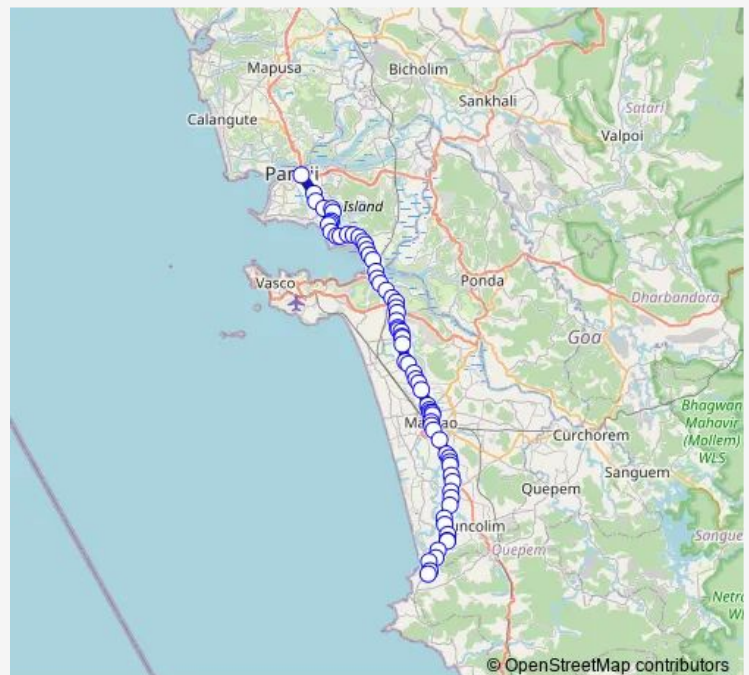 Mapusa
Bicholim
Sankhali
Satari
Calangute
Valpoi
Island
Vasco
Ponda
Dharbandora
Goa
Bhagwan
Mahavir
(Mollem)
WLS
Curchorem
Sanguem
Quepem
Quepem
© OpenStreetMap contributors